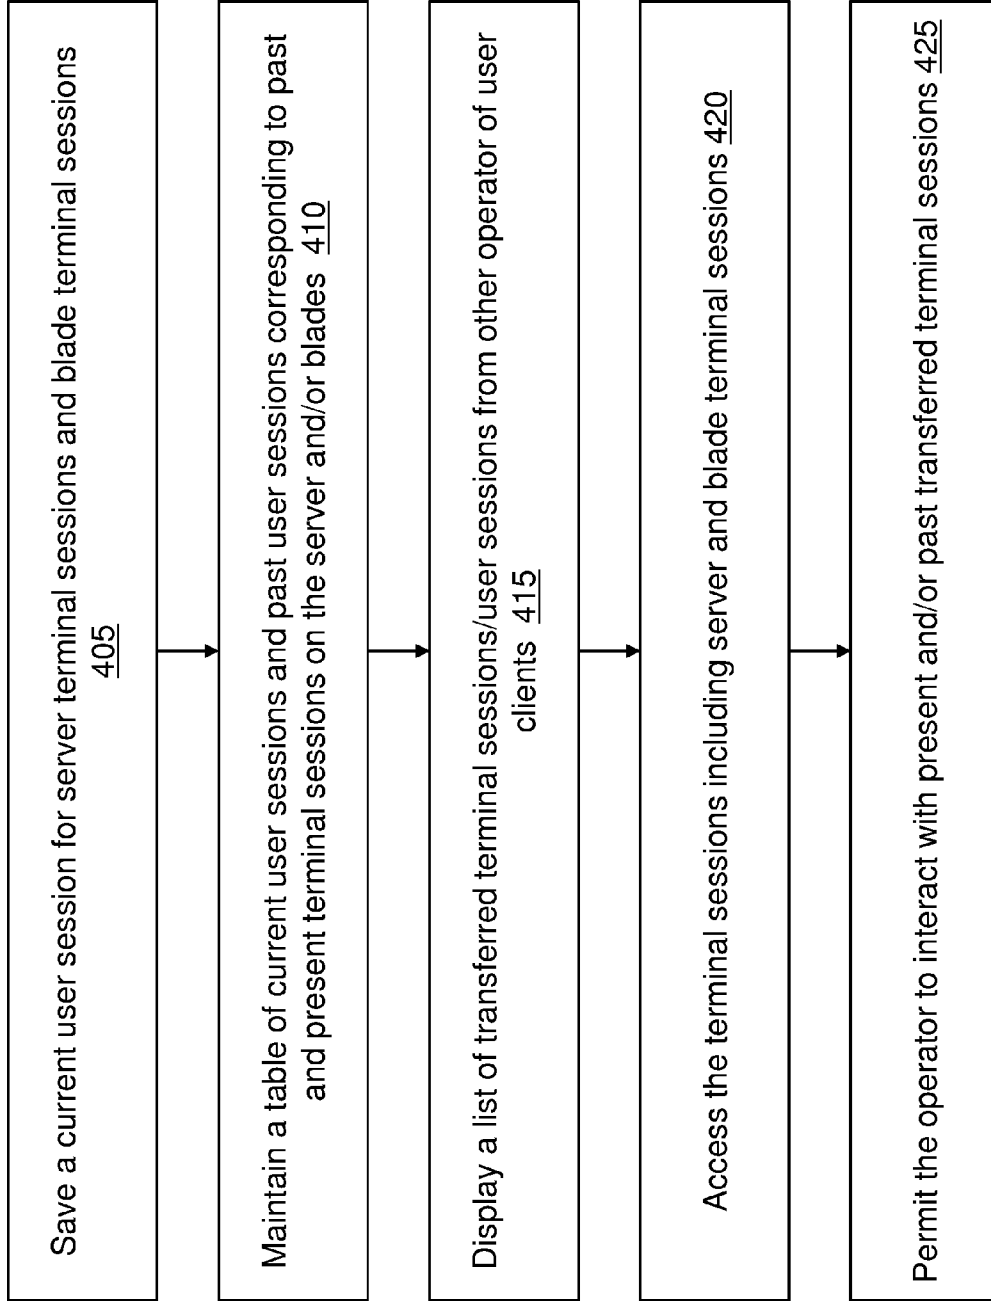 Save a current user session for server terminal sessions and blade terminal sessions
405
Maintain a table of current user sessions and past user sessions corresponding to past
and present terminal sessions on the server and/or blades 410
Display a list of transferred terminal sessions/user sessions from other operator of user
clients 415
Access the terminal sessions including server and blade terminal sessions 420
Permit the operator to interact with present and/or past transferred terminal sessions 425